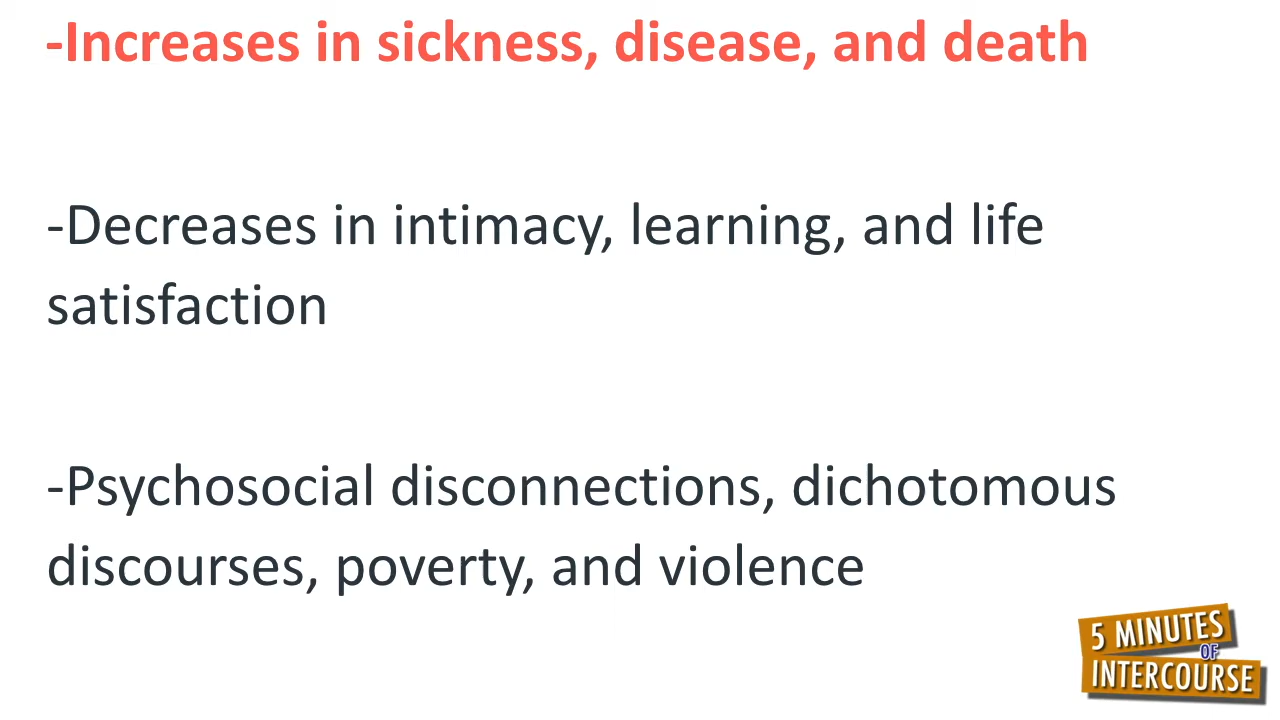 -Increases in sickness, disease, and death
-Decreases in intimacy, learning, and life
satisfaction
-Psychosocial disconnections, dichotomous
discourses, poverty, and violence
5 MINUTES
OF
INTERCOURSE